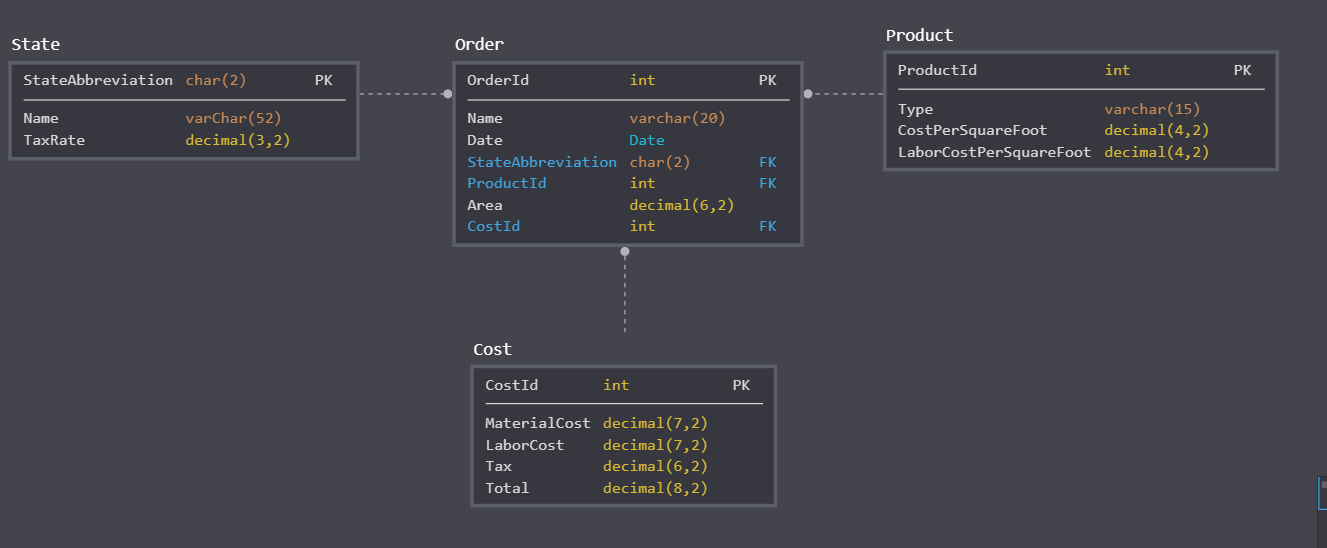 State
StateAbbreviation char(2) PK
Name varChar(52)
TaxRate decimal(3,2)
Order
OrderId int PK
Name varchar(20)
Date Date
StateAbbreviation char(2) FK
ProductId int FK
Area decimal(6,2)
CostId int FK
Product
ProductId int PK
Type varchar(15)
CostPerSquareFoot decimal(4,2)
LaborCostPerSquareFoot decimal(4,2)
Cost
CostId int PK
MaterialCost decimal(7,2)
LaborCost decimal(7,2)
Tax decimal(6,2)
Total decimal(8,2)